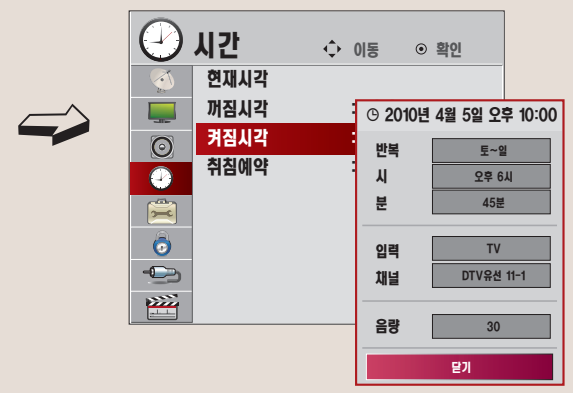 시간
이동
확인
현재시각
꺼짐시각
켜짐시각
취침예약
2010년 4월 5일 오후 10:00
반복 토~일
시 오후 6시
분 45분
입력 TV
채널 DTV유선 11-1
음량 30
닫기